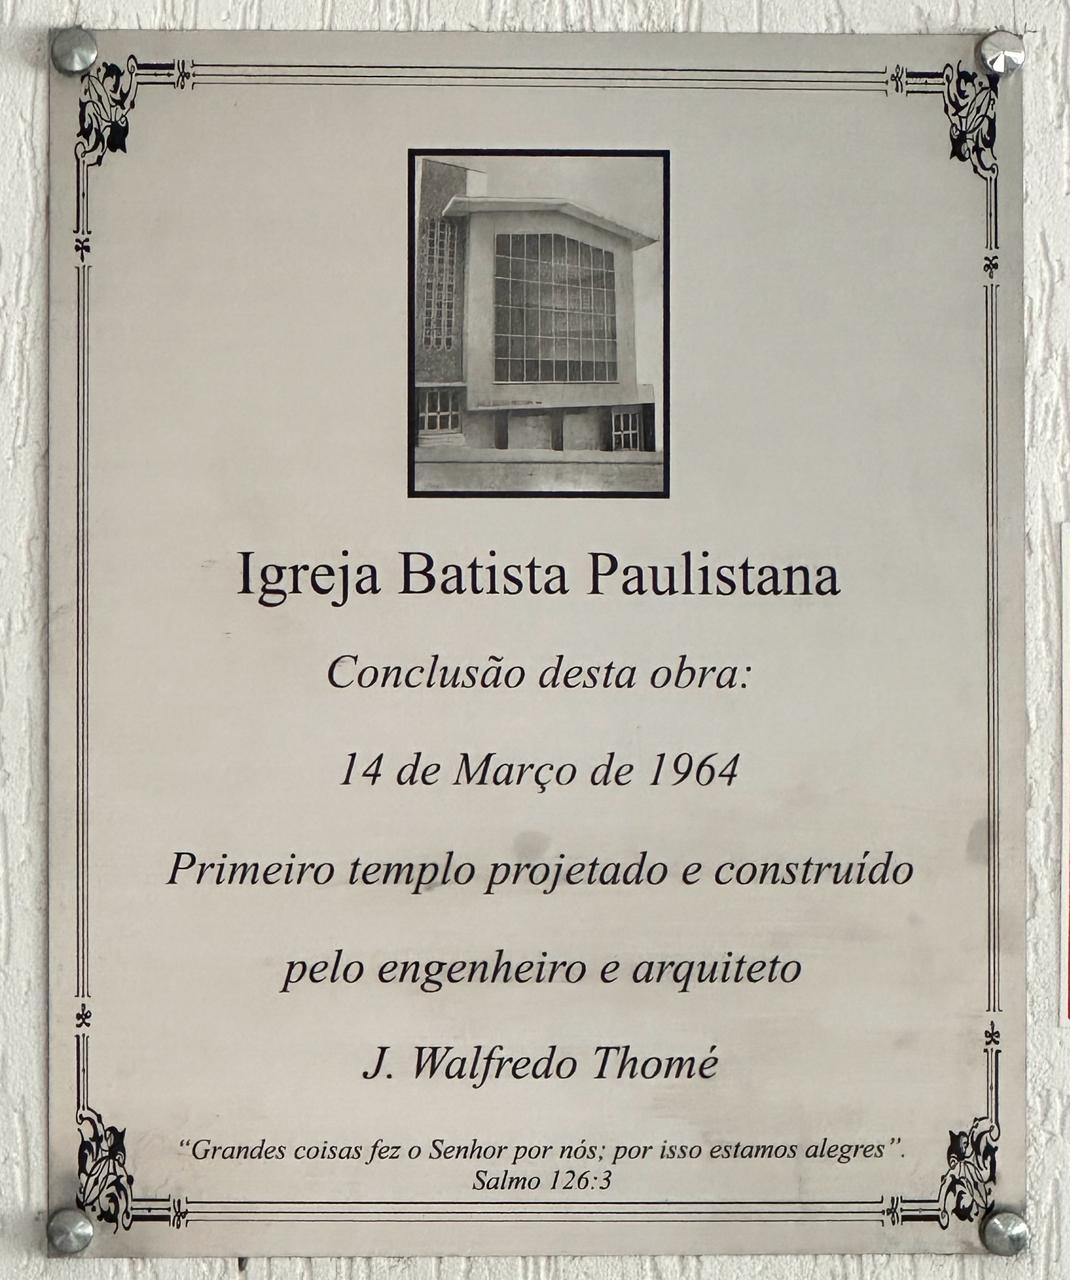 Igreja Batista Paulistana
Conclusão desta obra:
14 de Março de 1964
Primeiro templo projetado e construído
pelo engenheiro e arquiteto
J. Walfredo Thomé
“Grandes coisas fez o Senhor por nós; por isso estamos alegres”.
Salmo 126:3